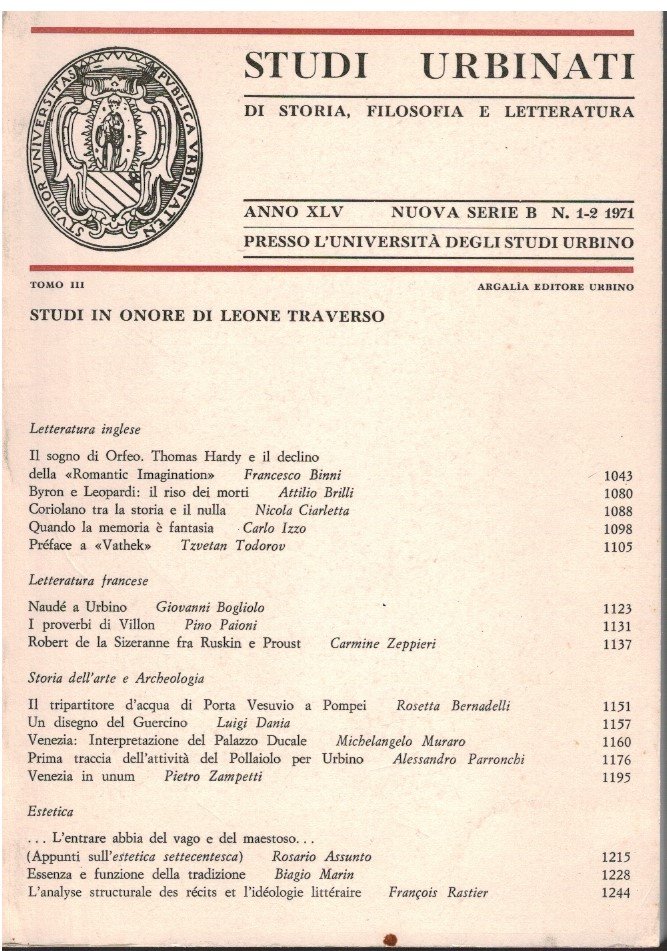 STUDI URBINATI
DI STORIA, FILOSOFIA E LETTERATURA
STVDIOR VNIVERSITAS PVBLICA VRBINATEN
ANNO XLV NUOVA SERIE B N. 1-2 1971
PRESSO L'UNIVERSITÀ DEGLI STUDI URBINO
TOMO III ARGALÌA EDITORE URBINO
STUDI IN ONORE DI LEONE TRAVERSO
Letteratura inglese
Il sogno di Orfeo. Thomas Hardy e il declino
della «Romantic Imagination» Francesco Binni 1043
Byron e Leopardi: il riso dei morti Attilio Brilli 1080
Coriolano tra la storia e il nulla Nicola Ciarletta 1088
Quando la memoria è fantasia Carlo Izzo 1098
Préface a «Vathek» Tzvetan Todorov 1105
Letteratura francese
Naudé a Urbino Giovanni Bogliolo 1123
I proverbi di Villon Pino Paioni 1131
Robert de la Sizeranne fra Ruskin e Proust Carmine Zeppieri 1137
Storia dell'arte e Archeologia
Il tripartitore d'acqua di Porta Vesuvio a Pompei Rosetta Bernadelli 1151
Un disegno del Guercino Luigi Dania 1157
Venezia: Interpretazione del Palazzo Ducale Michelangelo Muraro 1160
Prima traccia dell'attività del Pollaiolo per Urbino Alessandro Parronchi 1176
Venezia in unum Pietro Zampetti 1195
Estetica
... L'entrare abbia del vago e del maestoso...
(Appunti sull'estetica settecentesca) Rosario Assunto 1215
Essenza e funzione della tradizione Biagio Marin 1228
L'analyse structurale des récits et l'idéologie littéraire François Rastier 1244